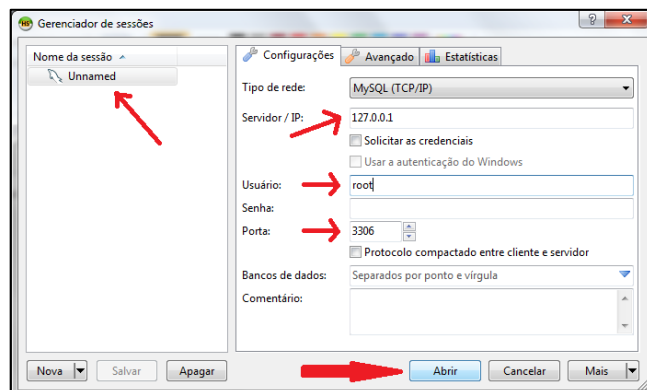 HS
Gerenciador de sessões
Nome da sessão
Unnamed
Configurações
Avançado
Estatísticas
Tipo de rede:
MySQL (TCP/IP)
Servidor / IP:
127.0.0.1
Solicitar as credenciais
Usar a autenticação do Windows
Usuário:
root
Senha:
Porta:
3306
Protocolo compactado entre cliente e servidor
Bancos de dados:
Separados por ponto e vírgula
Comentário:
Nova
Salvar
Apagar
Abrir
Cancelar
Mais